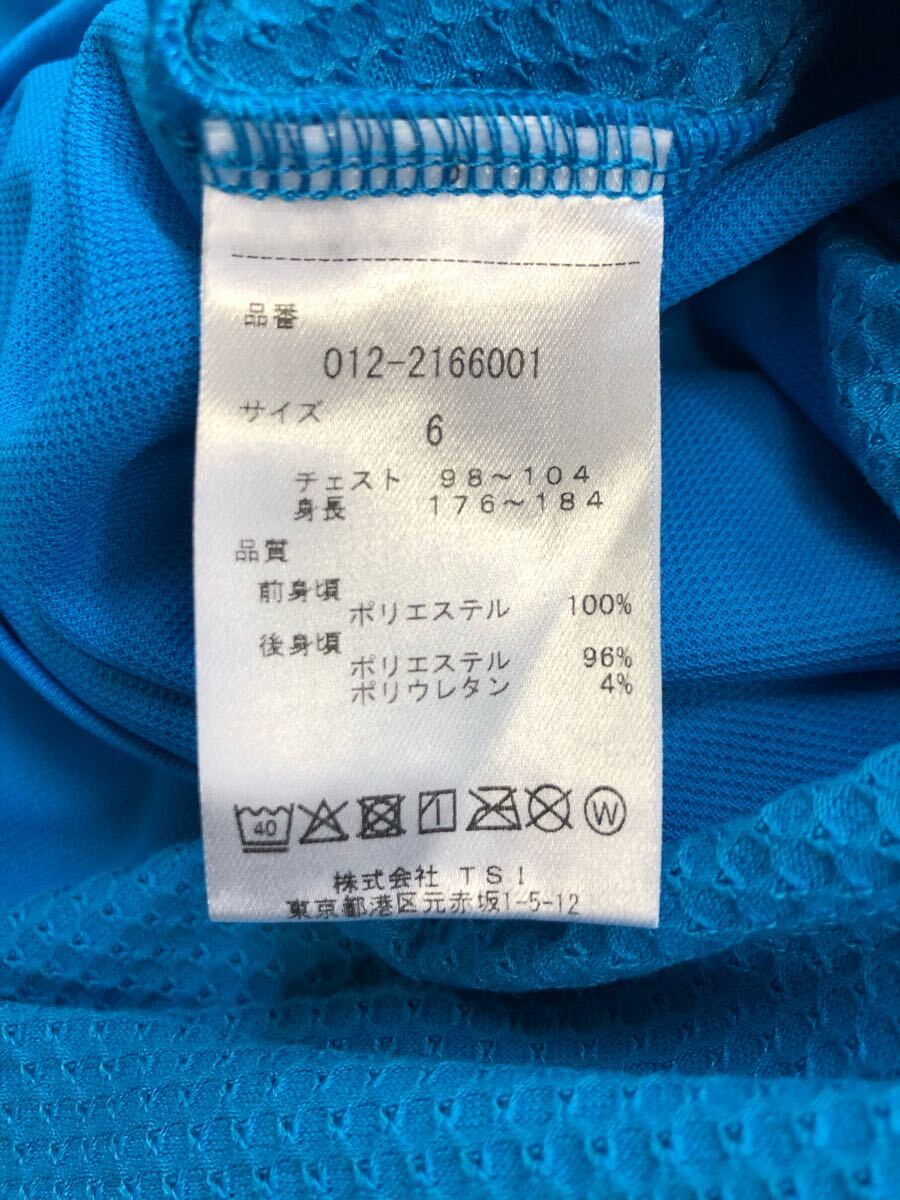 品番
012-2166001
サイズ
6
チェスト 98～104
身長 176～184
品質
前身頃
ポリエステル 100%
後身頃
ポリエステル 96%
ポリウレタン 4%
40 W
株式会社 TSI
東京都港区元赤坂1-5-12